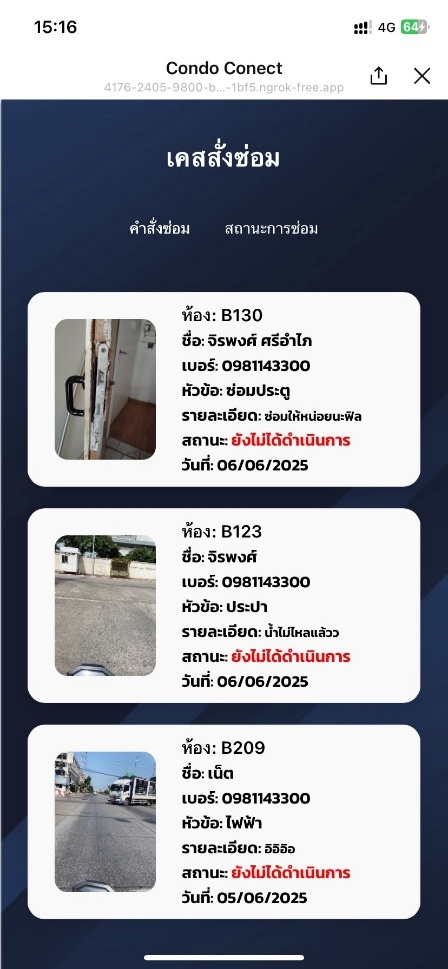 15:16
4G
64
Condo Conect
4176-2405-9800-b...-1bf5.ngrok-free.app
เคสสั่งซ่อม
คำสั่งซ่อม สถานะการซ่อม
ห้อง: B130
ชื่อ: จิรพงศ์ ศรีอำไภ
เบอร์: 0981143300
หัวข้อ: ซ่อมประตู
รายละเอียด: ซ่อมให้หน่อยนะฟิล
สถานะ: ยังไม่ได้ดำเนินการ
วันที่: 06/06/2025
ห้อง: B123
ชื่อ: จิรพงศ์
เบอร์: 0981143300
หัวข้อ: ประปา
รายละเอียด: น้ำไม่ไหลแล้วว
สถานะ: ยังไม่ได้ดำเนินการ
วันที่: 06/06/2025
ห้อง: B209
ชื่อ: เน็ต
เบอร์: 0981143300
หัวข้อ: ไฟฟ้า
รายละเอียด: อิอิอิอ
สถานะ: ยังไม่ได้ดำเนินการ
วันที่: 05/06/2025